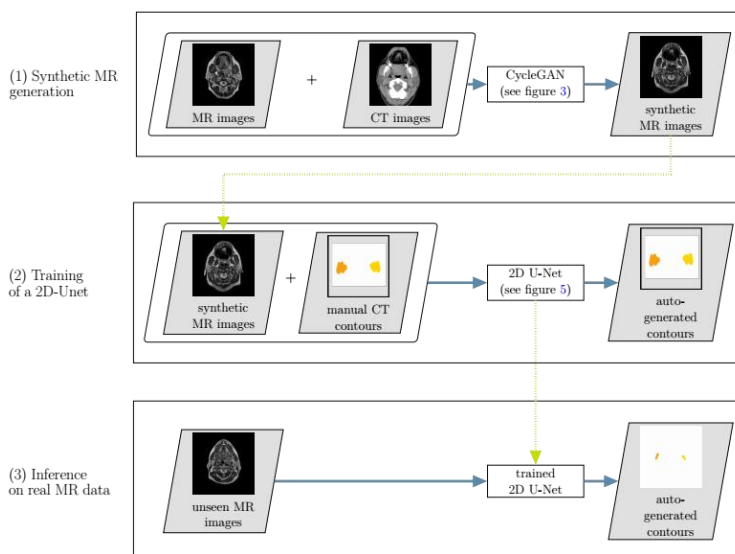 (1) Synthetic MR
generation
MR images
+
CT images
CycleGAN
(see figure 3)
synthetic
MR images
(2) Training
of a 2D-Unet
synthetic
MR images
+
manual CT
contours
2D U-Net
(see figure 5)
auto-
generated
contours
(3) Inference
on real MR data
unseen MR
images
trained
2D U-Net
auto-
generated
contours